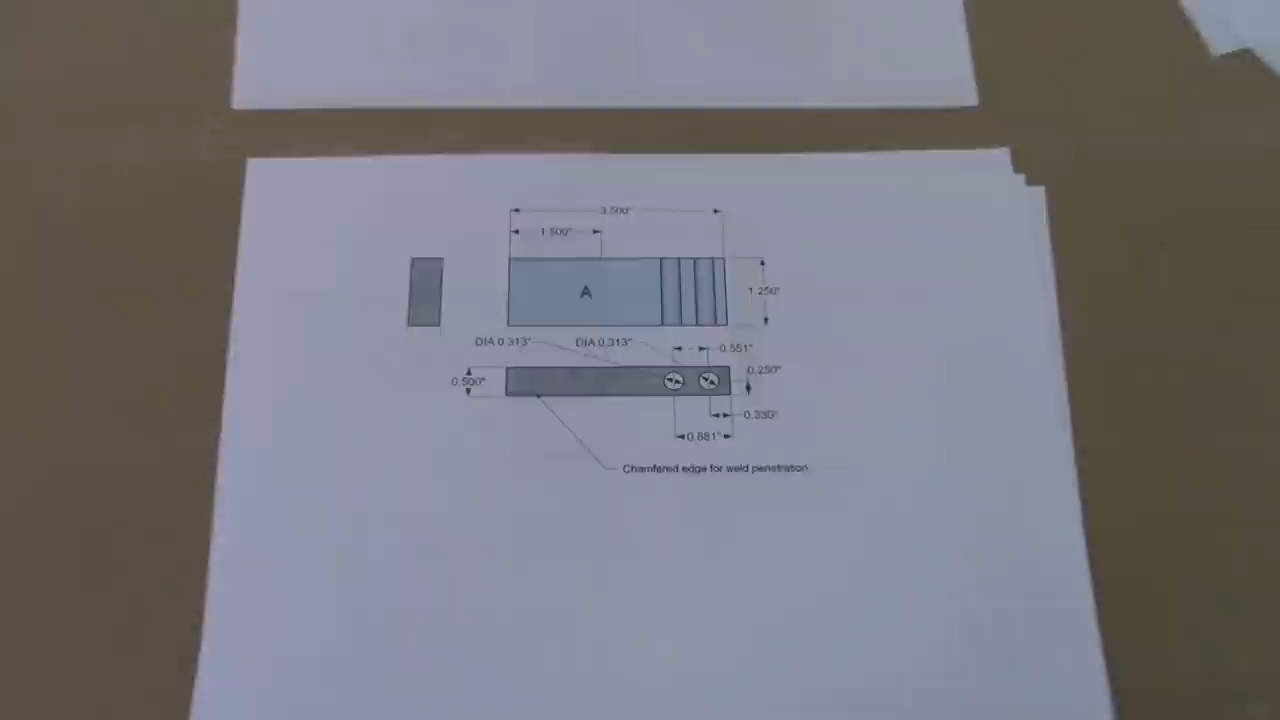 3.500"
1.500"
A
1.250"
DIA 0.313" DIA 0.313" 0.551"
0.500" 0.250"
0.330"
0.881"
Chamfered edge for weld penetration